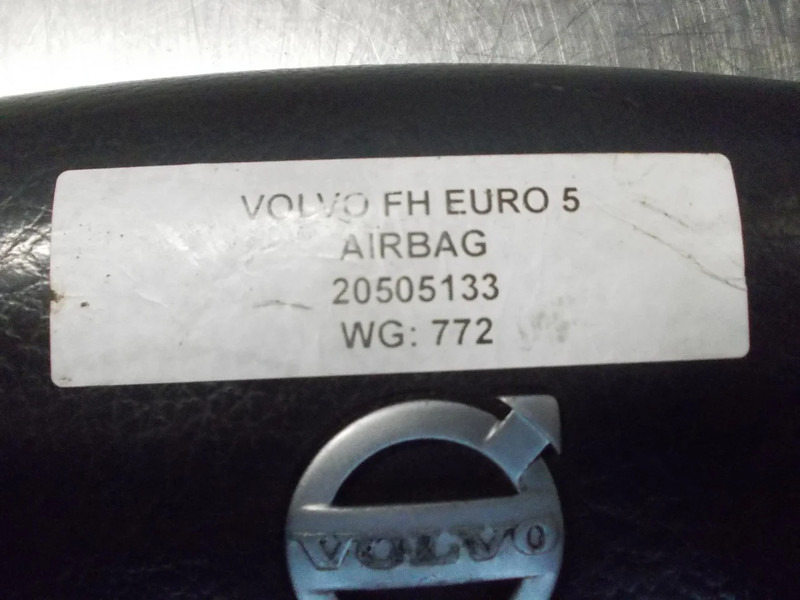 VOLVO FH EURO 5
AIRBAG
20505133
WG: 772
VOLVO